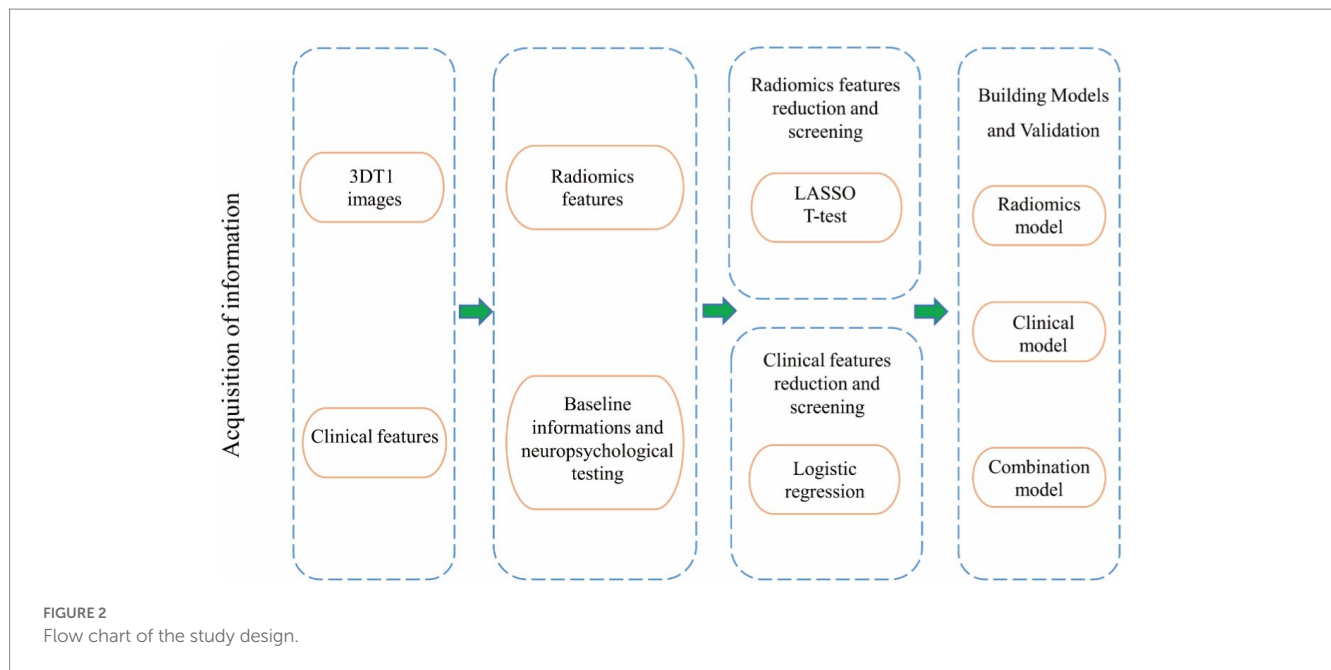 Acquisition of information
3DT1
images
Clinical features
Radiomics
features
Baseline
informations and
neuropsychological
testing
Radiomics features
reduction and
screening
LASSO
T-test
Clinical features
reduction and
screening
Logistic
regression
Building Models
and Validation
Radiomics
model
Clinical
model
Combination
model
FIGURE 2
Flow chart of the study design.